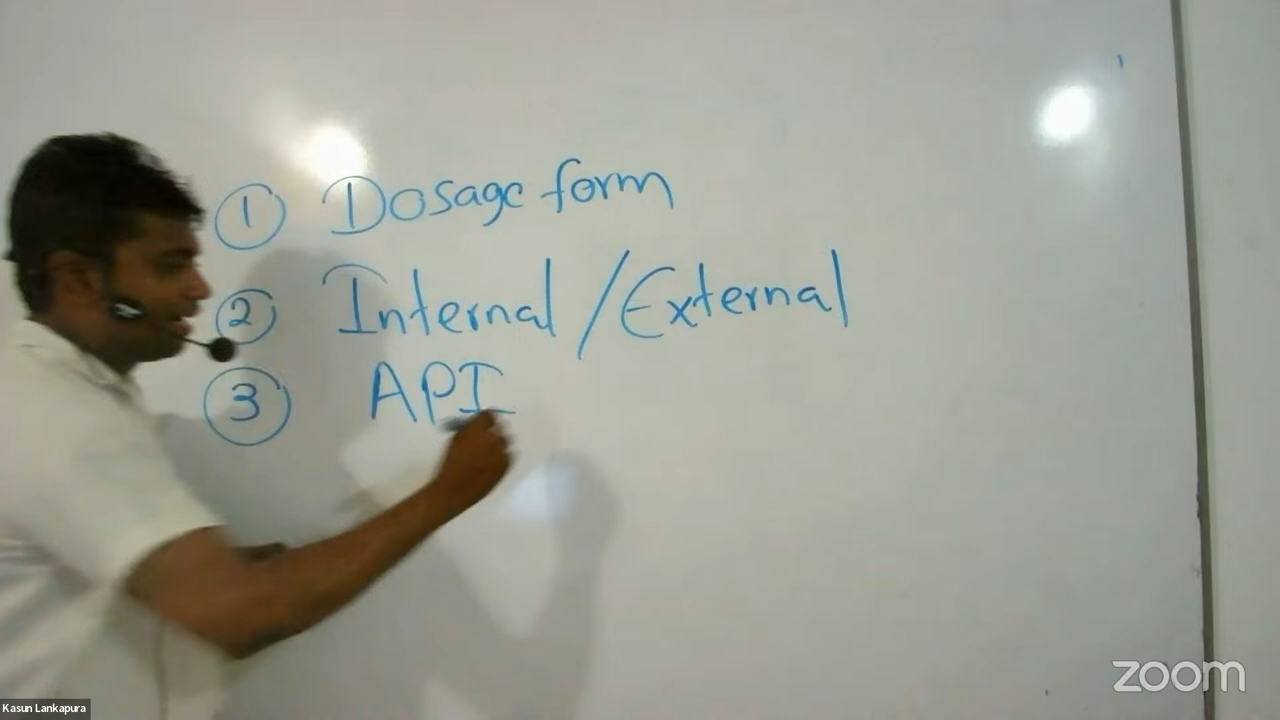 ① Dosage form
② Internal / External
③ API
zoom
Kasun Lankapura